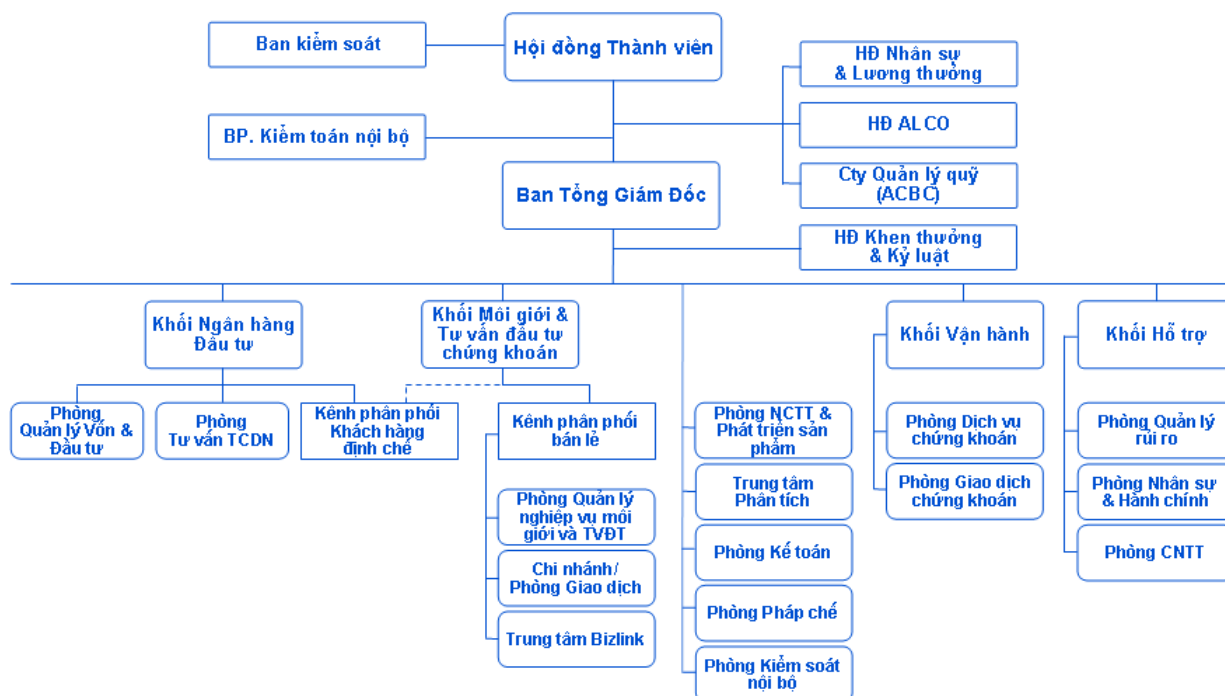 Ban kiểm soát
Hội đồng Thành viên
HĐ Nhân sự
& Lương thưởng
BP. Kiểm toán nội bộ
HĐ ALCO
Ban Tổng Giám Đốc
Cty Quản lý quỹ
(ACBC)
HĐ Khen thưởng
& Kỷ luật
Khối Ngân hàng
Đầu tư
Khối Môi giới &
Tư vấn đầu tư
chứng khoán
Khối Vận hành
Khối Hỗ trợ
Phòng
Quản lý Vốn &
Đầu tư
Phòng
Tư vấn TCDN
Kênh phân phối
Khách hàng
định chế
Kênh phân phối
bán lẻ
Phòng NCTT &
Phát triển sản
phẩm
Phòng Dịch vụ
chứng khoán
Phòng Quản lý
rủi ro
Phòng Quản lý
nghiệp vụ môi
giới và TVĐT
Trung tâm
Phân tích
Phòng Giao dịch
chứng khoán
Phòng Nhân sự
& Hành chính
Chi nhánh/
Phòng Giao dịch
Phòng Kế toán
Phòng CNTT
Trung tâm Bizlink
Phòng Pháp chế
Phòng Kiểm soát
nội bộ